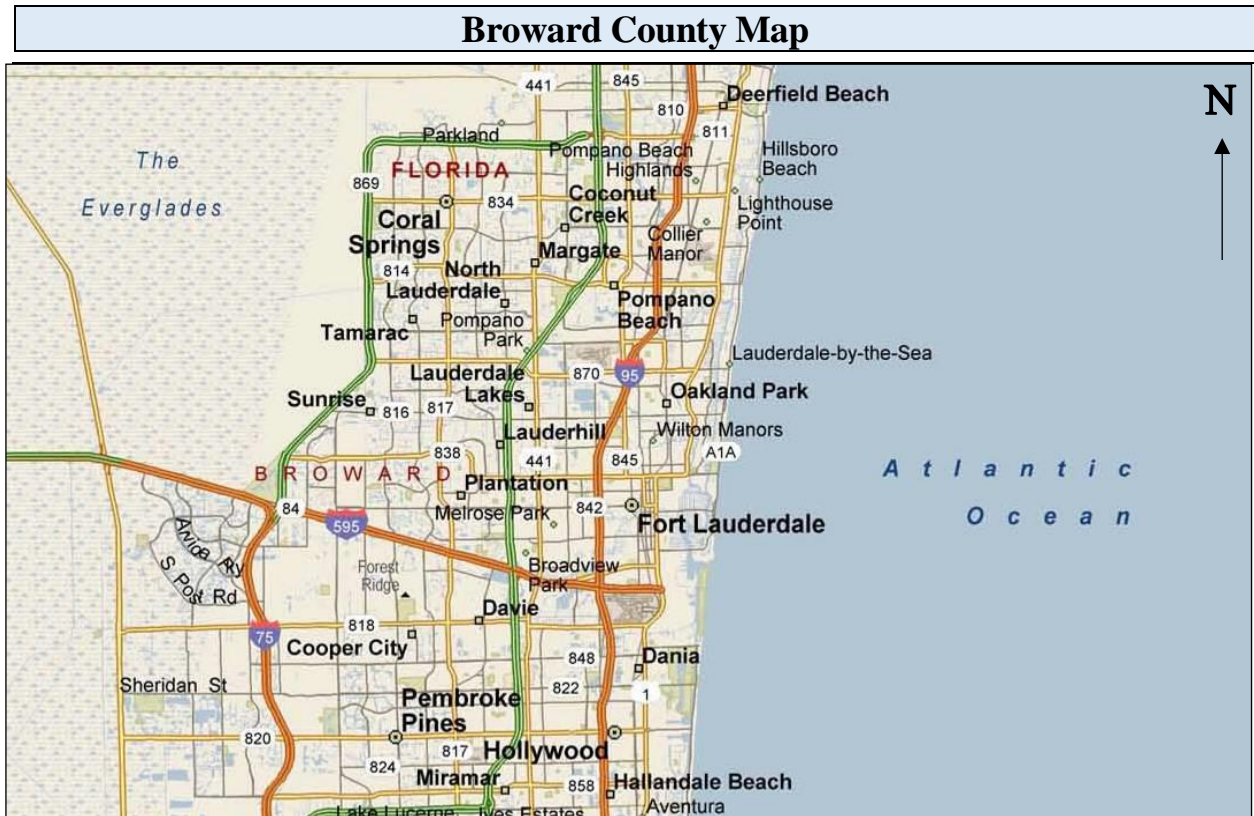 Broward County Map
N
441
845
810
Deerfield Beach
811
Parkland
The
Everglades
Pompano Beach
Highlands
Hillsboro
Beach
FLORIDA
869
834
Coconut
Creek
Lighthouse
Point
Coral
Springs
Collier
Manor
Margate
814
North
Lauderdale
Pompano
Beach
Tamarac
Pompano
Park
Lauderdale-by-the-Sea
Lauderdale
Lakes
870
95
Oakland Park
Sunrise
816
817
Lauderhill
Wilton Manors
838
441
845
A1A
BROWARD
Atlantic
Ocean
Plantation
84
595
Melrose Park
842
Fort Lauderdale
S Post Rd
Forest
Ridge
Broadview
Park
Davie
818
75
Cooper City
848
Dania
Sheridan St
822
1
Pembroke
Pines
820
817
Hollywood
824
Miramar
858
Hallandale Beach
Lake Lucerne
Ives Estates
Aventura